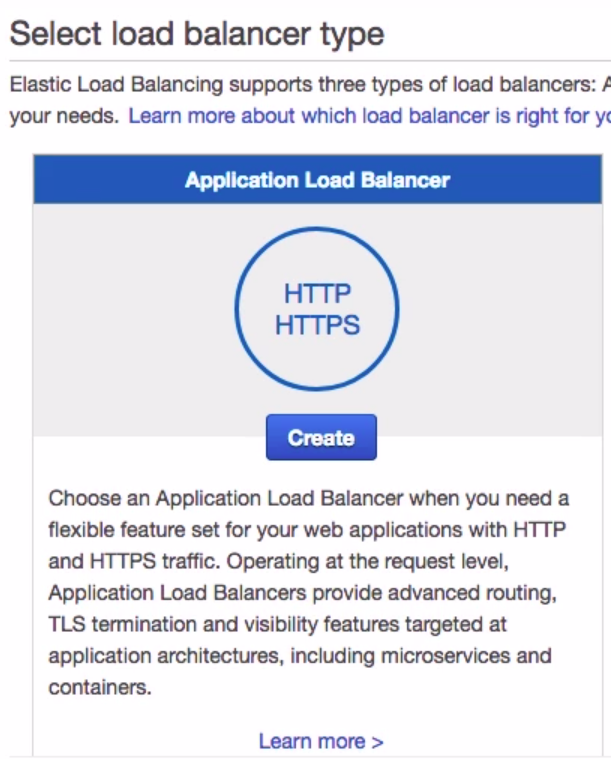 Select load balancer type
Elastic Load Balancing supports three types of load balancers: A
your needs. Learn more about which load balancer is right for yo
Application Load Balancer
HTTP
HTTPS
Create
Choose an Application Load Balancer when you need a
flexible feature set for your web applications with HTTP
and HTTPS traffic. Operating at the request level,
Application Load Balancers provide advanced routing,
TLS termination and visibility features targeted at
application architectures, including microservices and
containers.
Learn more >